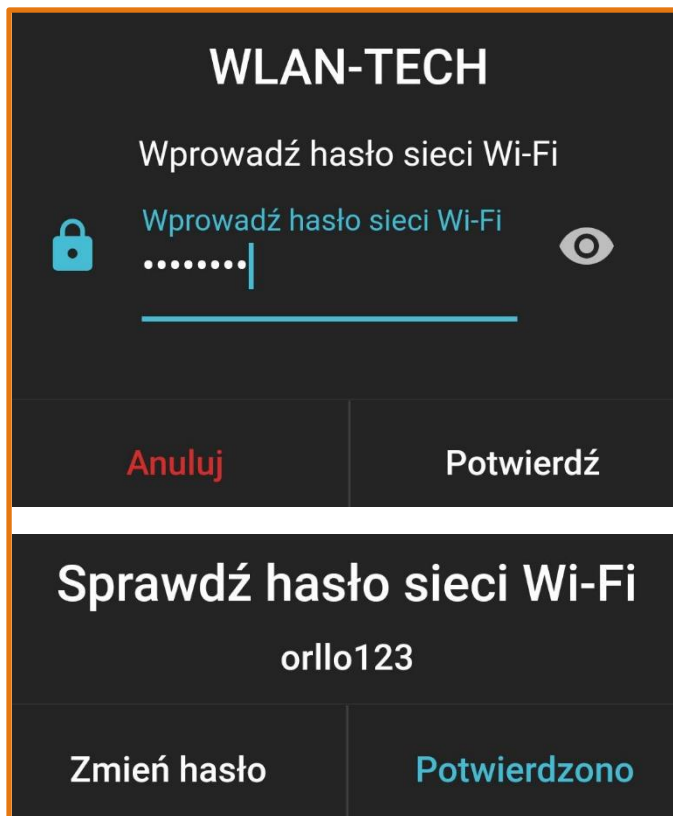 WLAN-TECH
Wprowadź hasło sieci Wi-Fi
Wprowadź hasło sieci Wi-Fi
••••••••
Anuluj
Potwierdź
Sprawdź hasło sieci Wi-Fi
orllo123
Zmień hasło
Potwierdzono